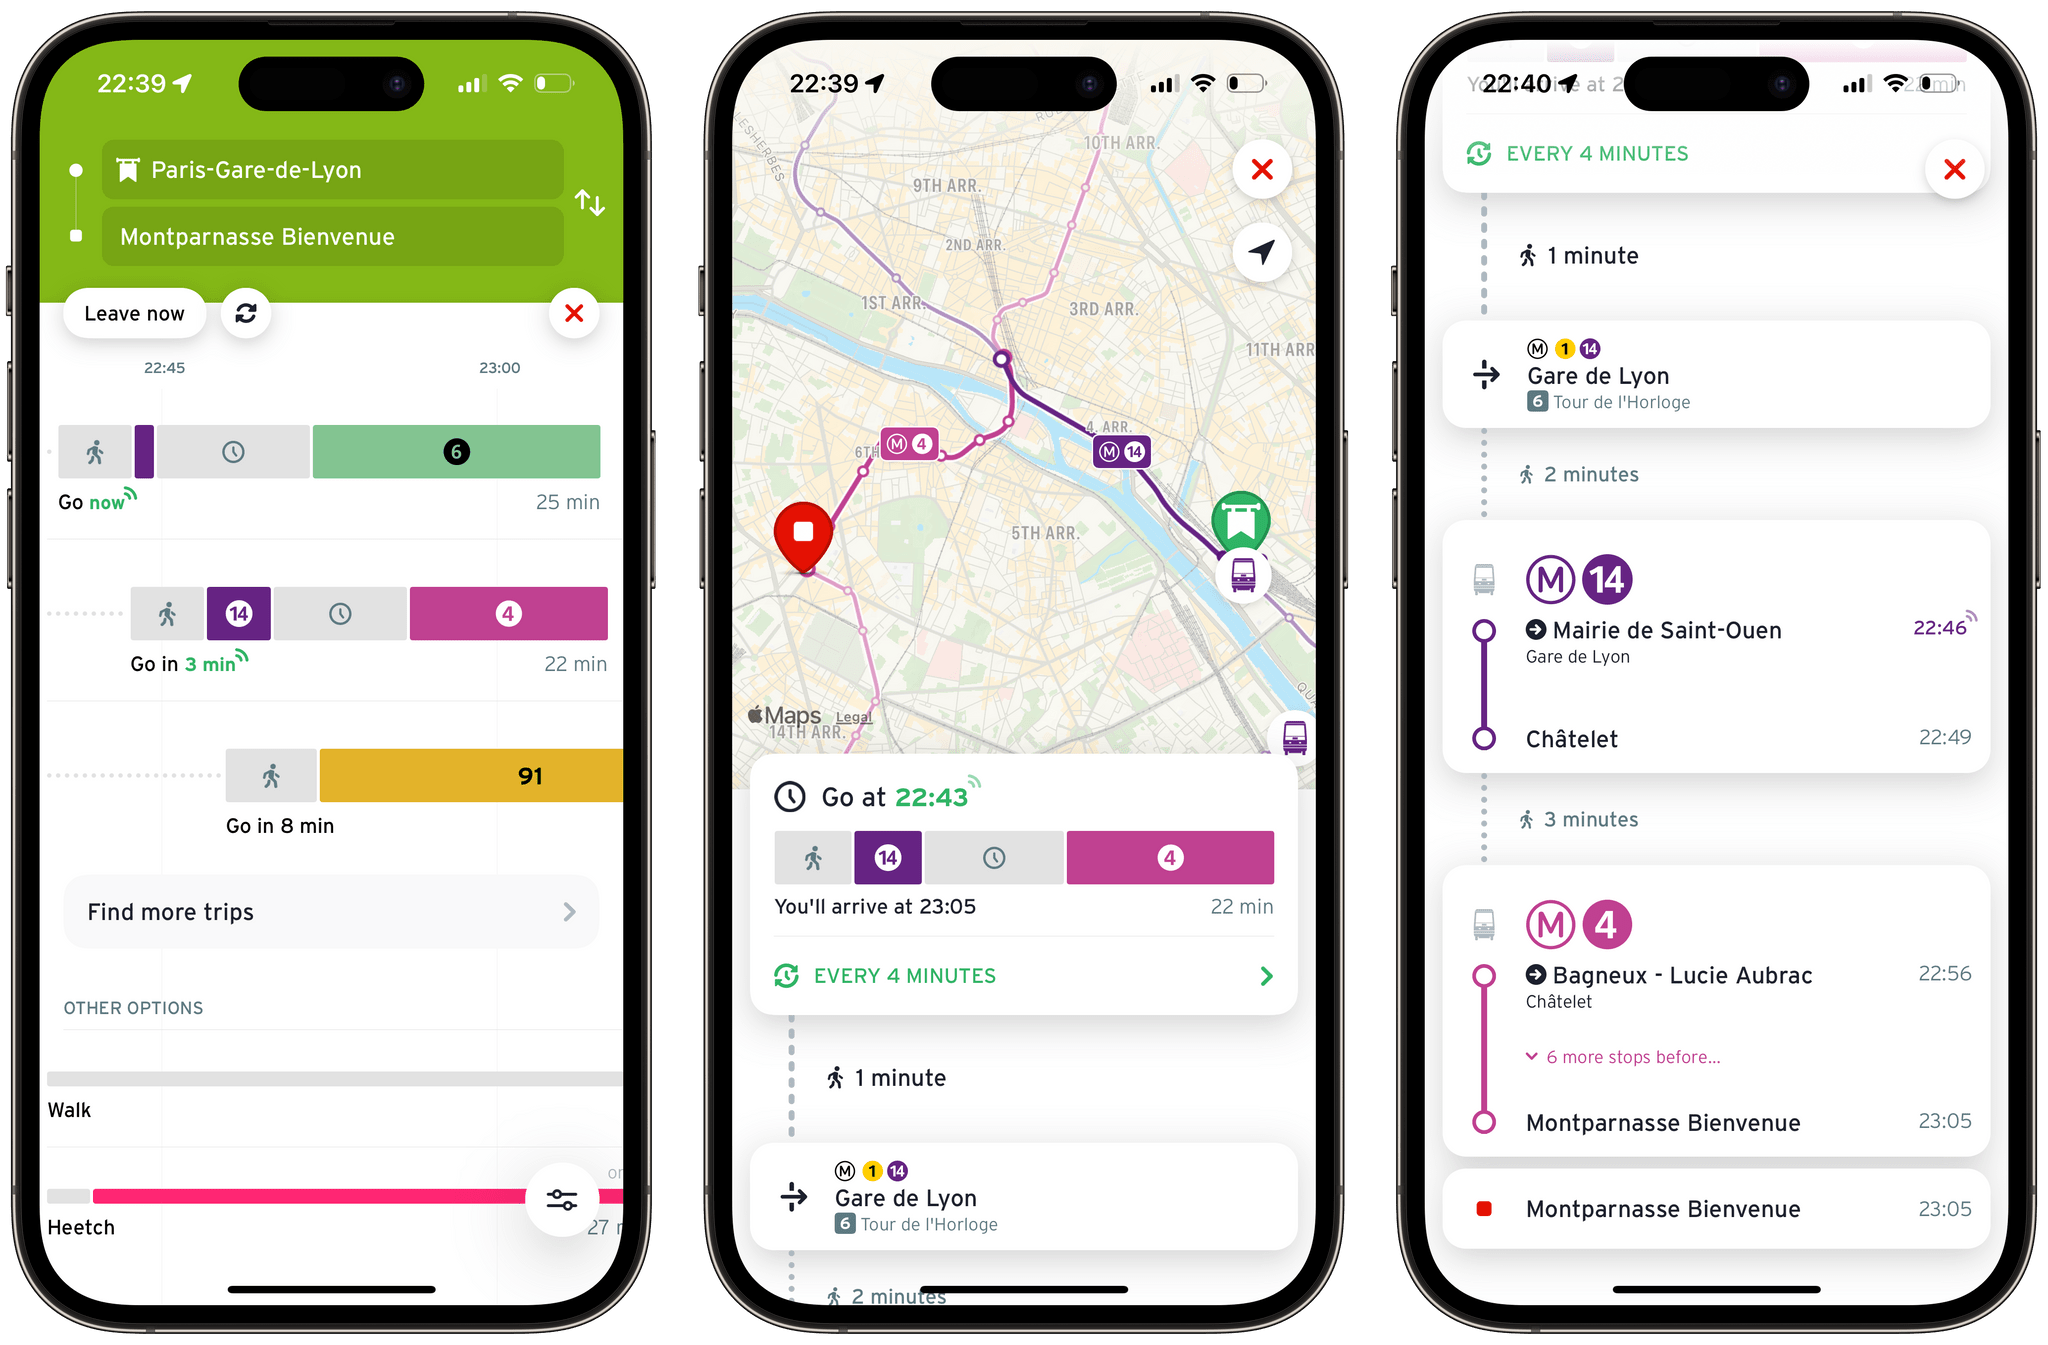 22:39
Paris-Gare-de-Lyon
Montparnasse Bienvenue
Leave now
22:45 23:00
6
Go now 25 min
14 4
Go in 3 min 22 min
91
Go in 8 min
Find more trips
OTHER OPTIONS
Walk
Heetch 27
22:39
10TH ARR.
9TH ARR.
2ND ARR.
1ST ARR.
3RD ARR.
11TH ARR
4. ARR.
M 4
M 14
6TH
5TH ARR.
Maps Legal
14TH ARR.
Go at 22:43
14 4
You'll arrive at 23:05 22 min
EVERY 4 MINUTES
1 minute
M 1 14
Gare de Lyon
6 Tour de l'Horloge
2 minutes
22:40
EVERY 4 MINUTES
1 minute
M 1 14
Gare de Lyon
6 Tour de l'Horloge
2 minutes
M 14
Mairie de Saint-Ouen 22:46
Gare de Lyon
Châtelet 22:49
3 minutes
M 4
Bagneux - Lucie Aubrac 22:56
Châtelet
6 more stops before...
Montparnasse Bienvenue 23:05
Montparnasse Bienvenue 23:05